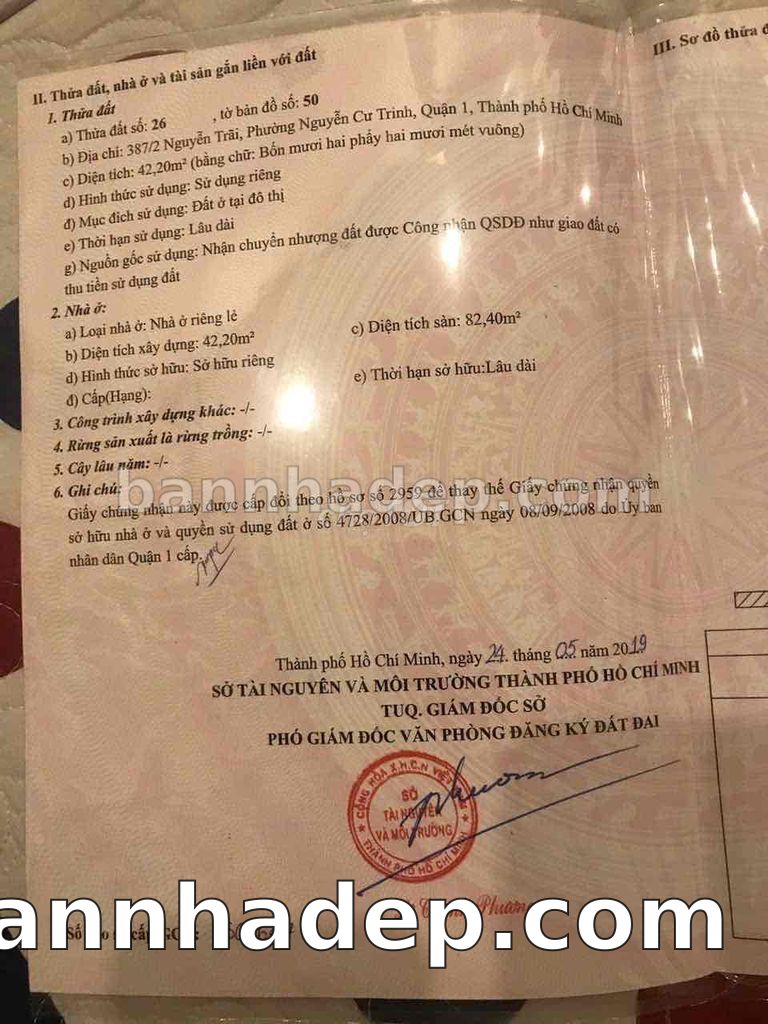 II. Thửa đất, nhà ở và tài sản gắn liền với đất
III. Sơ đồ thửa đ
1. Thửa đất
a) Thửa đất số: 26 , tờ bản đồ số: 50
b) Địa chỉ: 387/2 Nguyễn Trãi, Phường Nguyễn Cư Trinh, Quận 1, Thành phố Hồ Chí Minh
c) Diện tích: 42,20m² (bằng chữ: Bốn mươi hai phẩy hai mươi mét vuông)
d) Hình thức sử dụng: Sử dụng riêng
đ) Mục đích sử dụng: Đất ở tại đô thị
e) Thời hạn sử dụng: Lâu dài
g) Nguồn gốc sử dụng: Nhận chuyển nhượng đất được Công nhận QSDĐ như giao đất có
thu tiền sử dụng đất
2. Nhà ở:
a) Loại nhà ở: Nhà ở riêng lẻ
b) Diện tích xây dựng: 42,20m²
c) Diện tích sàn: 82,40m²
d) Hình thức sở hữu: Sở hữu riêng
e) Thời hạn sở hữu:Lâu dài
đ) Cấp(Hạng):
3. Công trình xây dựng khác: -/-
4. Rừng sản xuất là rừng trồng: -/-
5. Cây lâu năm: -/-
6. Ghi chú:
bannhadep.com
Giấy chứng nhận này được cấp đổi theo hồ sơ số 2959 để thay thế Giấy chứng nhận quyền
sở hữu nhà ở và quyền sử dụng đất ở số 4728/2008/UB.GCN ngày 08/09/2008 do Ủy ban
nhân dân Quận 1 cấp.
Thành phố Hồ Chí Minh, ngày 24. tháng 05 năm 2019
SỞ TÀI NGUYÊN VÀ MÔI TRƯỜNG THÀNH PHỐ HỒ CHÍ MINH
TUQ. GIÁM ĐỐC SỞ
PHÓ GIÁM ĐỐC VĂN PHÒNG ĐĂNG KÝ ĐẤT ĐAI
CỘNG HÒA X.H.C.N VIỆT NAM
SỞ
TÀI NGUYÊN
VÀ MÔI TRƯỜNG
THÀNH PHỐ HỒ CHÍ MINH
Phương
annhadep.com